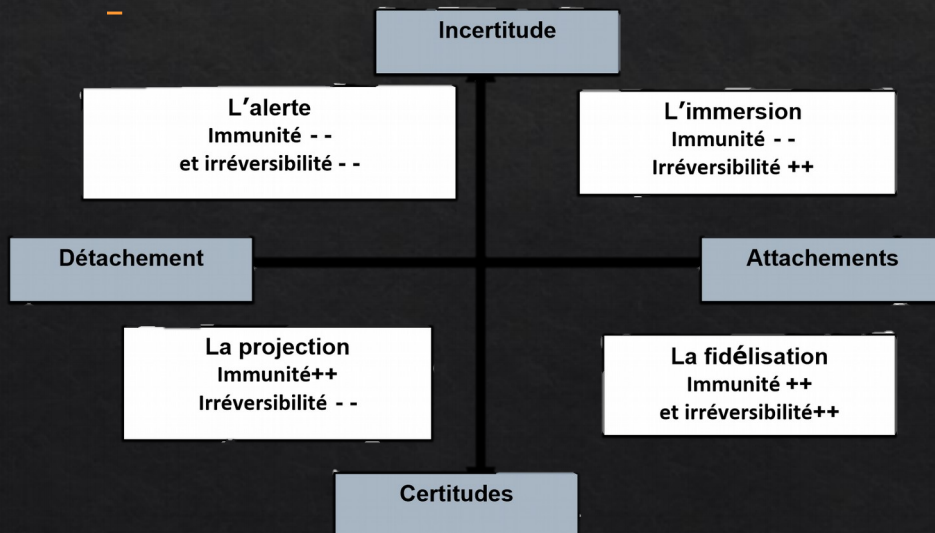 Incertitude
L'alerte
Immunité - -
et irréversibilité - -
L'immersion
Immunité - -
Irréversibilité ++
Détachement
Attachements
La projection
Immunité++
Irréversibilité - -
La fidélisation
Immunité ++
et irréversibilité++
Certitudes